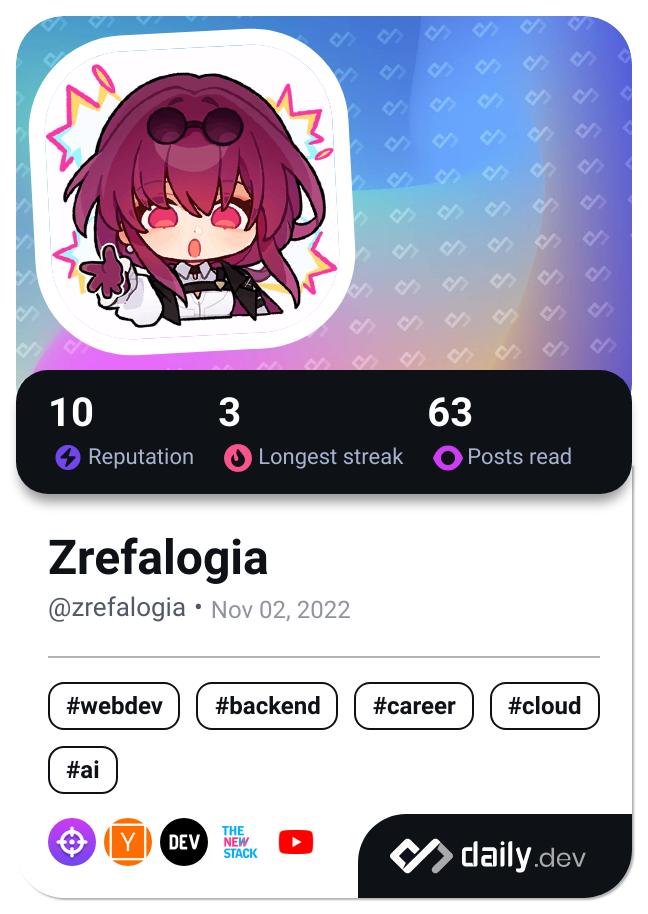 10 3 63
Reputation Longest streak Posts read
Zrefalogia
@zrefalogia • Nov 02, 2022
#webdev #backend #career #cloud
#ai
Y DEV THE
NEW
STACK
daily.dev